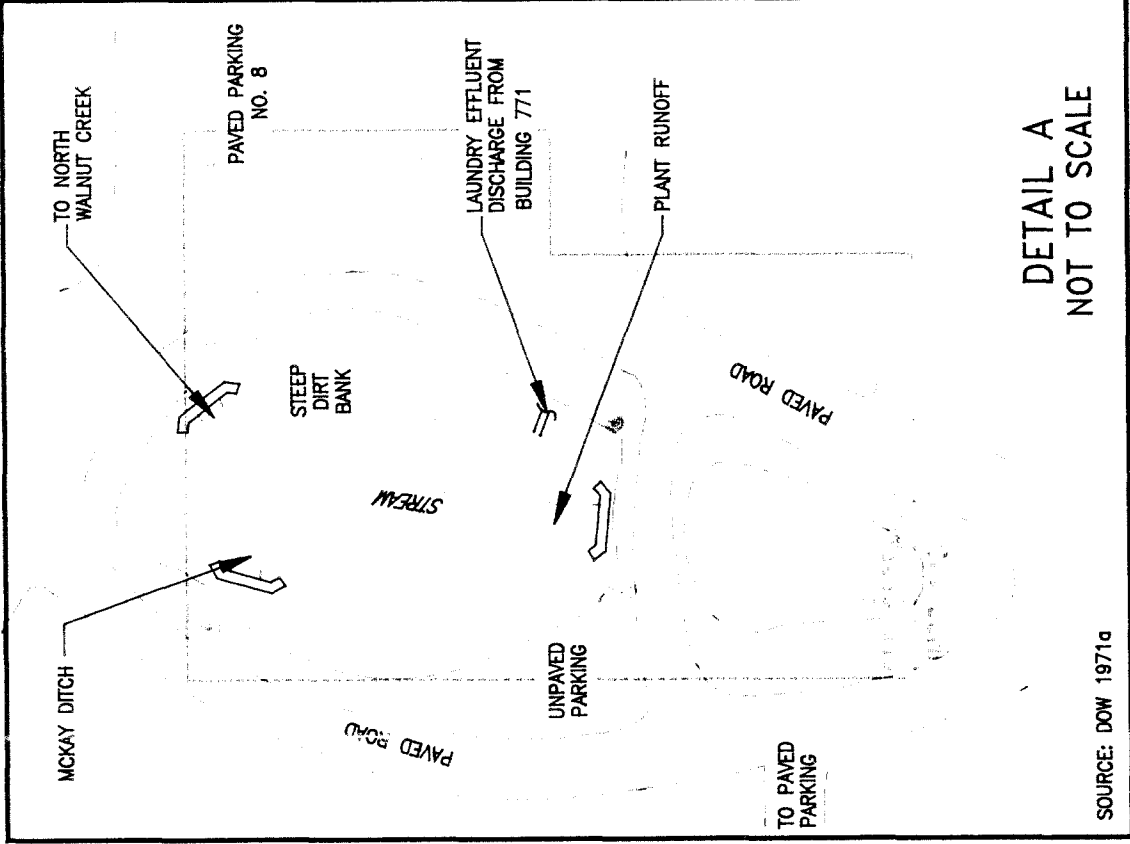 MCKAY DITCH
TO NORTH
WALNUT CREEK
PAVED PARKING
NO. 8
STEEP
DIRT
BANK
STREAM
LAUNDRY EFFLUENT
DISCHARGE FROM
BUILDING 771
PLANT RUNOFF
PAVED ROAD
UNPAVED
PARKING
PAVED ROAD
TO PAVED
PARKING
DETAIL A
NOT TO SCALE
SOURCE: DOW 1971a